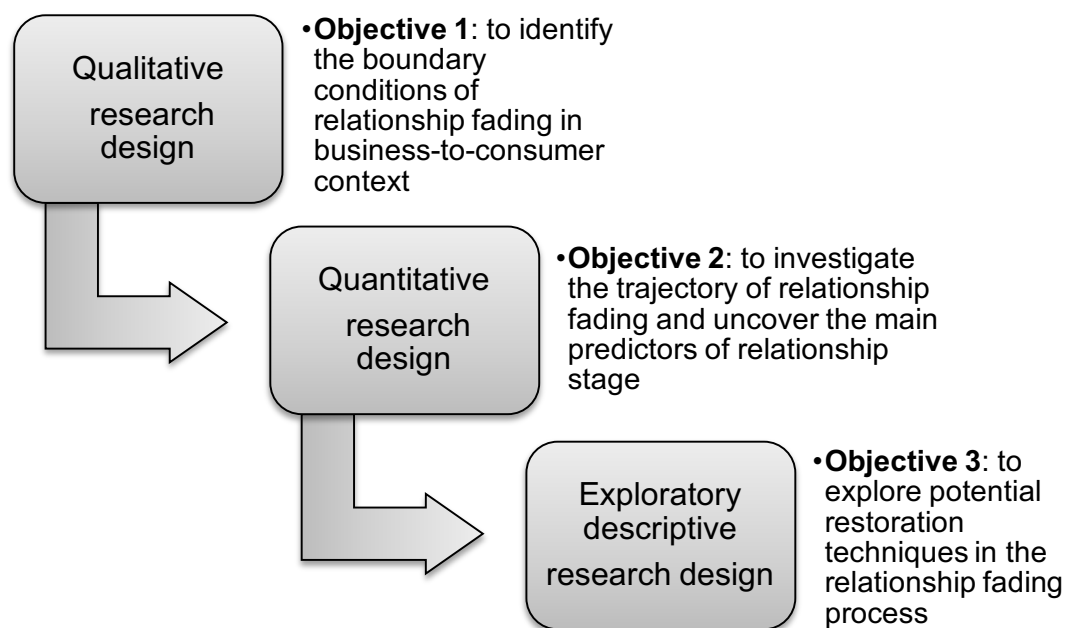 Qualitative
research
design
•Objective 1: to identify
the boundary
conditions of
relationship fading in
business-to-consumer
context
Quantitative
research
design
•Objective 2: to investigate
the trajectory of relationship
fading and uncover the main
predictors of relationship
stage
Exploratory
descriptive
research design
•Objective 3: to
explore potential
restoration
techniques in the
relationship fading
process